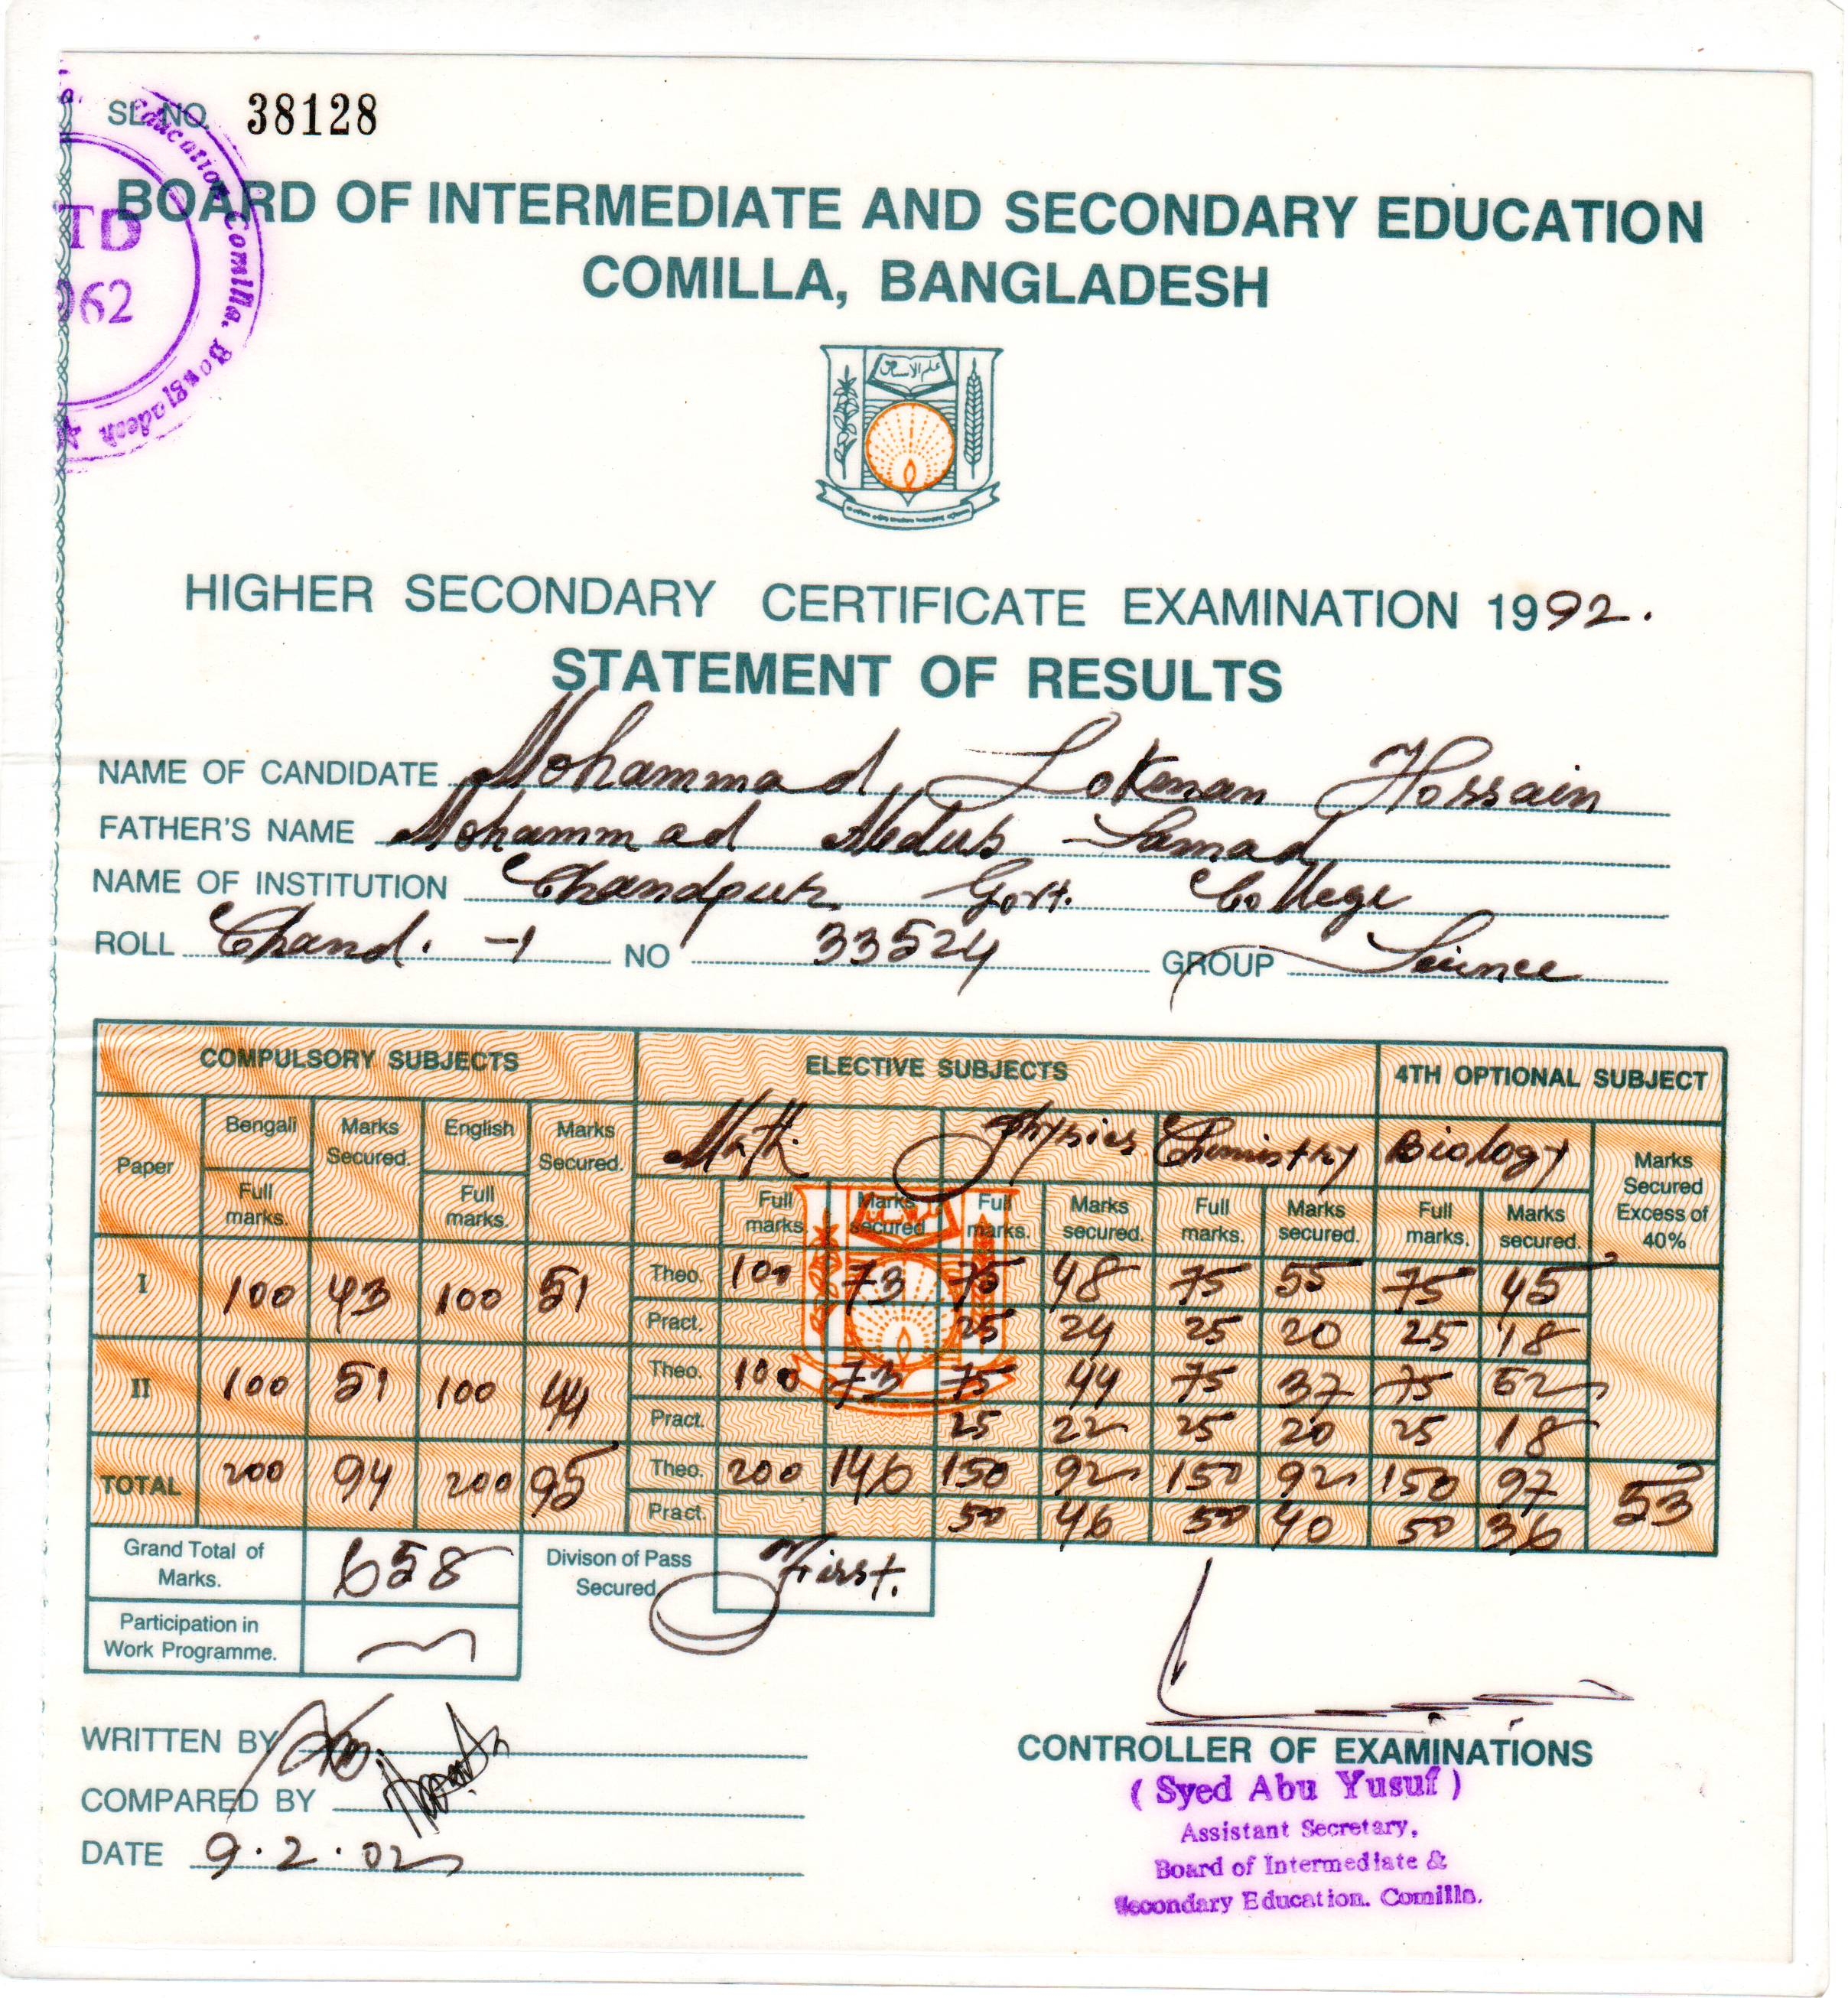 SL. NO. 38128
Education, Comilla, Bangladesh
TD
962
BOARD OF INTERMEDIATE AND SECONDARY EDUCATION
COMILLA, BANGLADESH
HIGHER SECONDARY CERTIFICATE EXAMINATION 1992.
STATEMENT OF RESULTS
NAME OF CANDIDATE Mohammad Lokman Hossain
FATHER'S NAME Mohammad Abdus Samad
NAME OF INSTITUTION Chandpur Govt. College
ROLL Chand. -1 NO 33524 GROUP Science
COMPULSORY SUBJECTS ELECTIVE SUBJECTS 4TH OPTIONAL SUBJECT
Paper Bengali Marks Secured. English Marks Secured. Math. Physics Chemistry Biology Marks Secured Excess of 40%
Full marks. Full marks. Full marks. Marks secured Full marks. Marks secured. Full marks. Marks secured. Full marks. Marks secured.
I 100 43 100 51 Theo. 100 73 75 48 75 55 75 45
Pract. 25 24 25 20 25 18
II 100 51 100 44 Theo. 100 73 75 44 75 37 75 52
Pract. 25 22 25 20 25 18
TOTAL 200 94 200 95 Theo. 200 146 150 92 150 92 150 97 53
Pract. 50 46 50 40 50 36
Grand Total of Marks. 658 Divison of Pass Secured First.
Participation in Work Programme.
WRITTEN BY
COMPARED BY
DATE 9.2.02
CONTROLLER OF EXAMINATIONS
( Syed Abu Yusuf )
Assistant Secretary,
Board of Intermediate &
Secondary Education. Comilla.